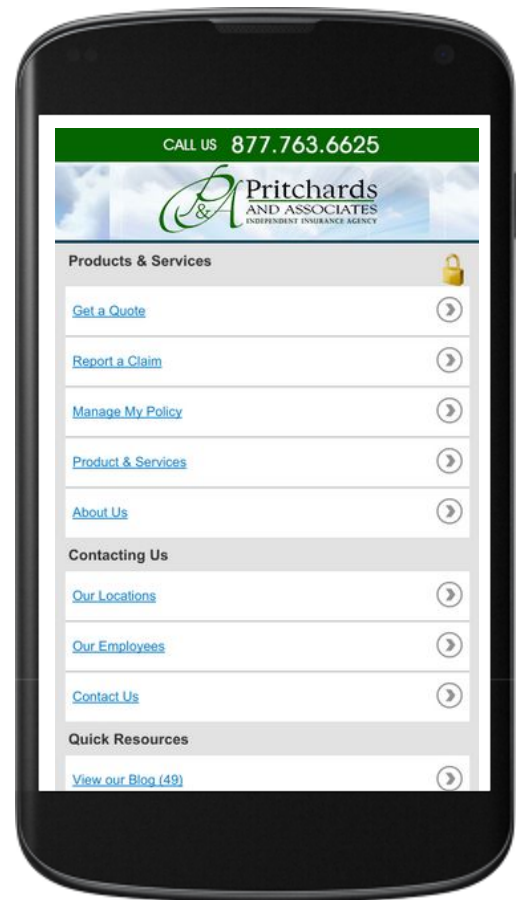 CALL US 877.763.6625
P&A Pritchards
AND ASSOCIATES
INDEPENDENT INSURANCE AGENCY
Products & Services
Get a Quote
Report a Claim
Manage My Policy
Product & Services
About Us
Contacting Us
Our Locations
Our Employees
Contact Us
Quick Resources
View our Blog (49)